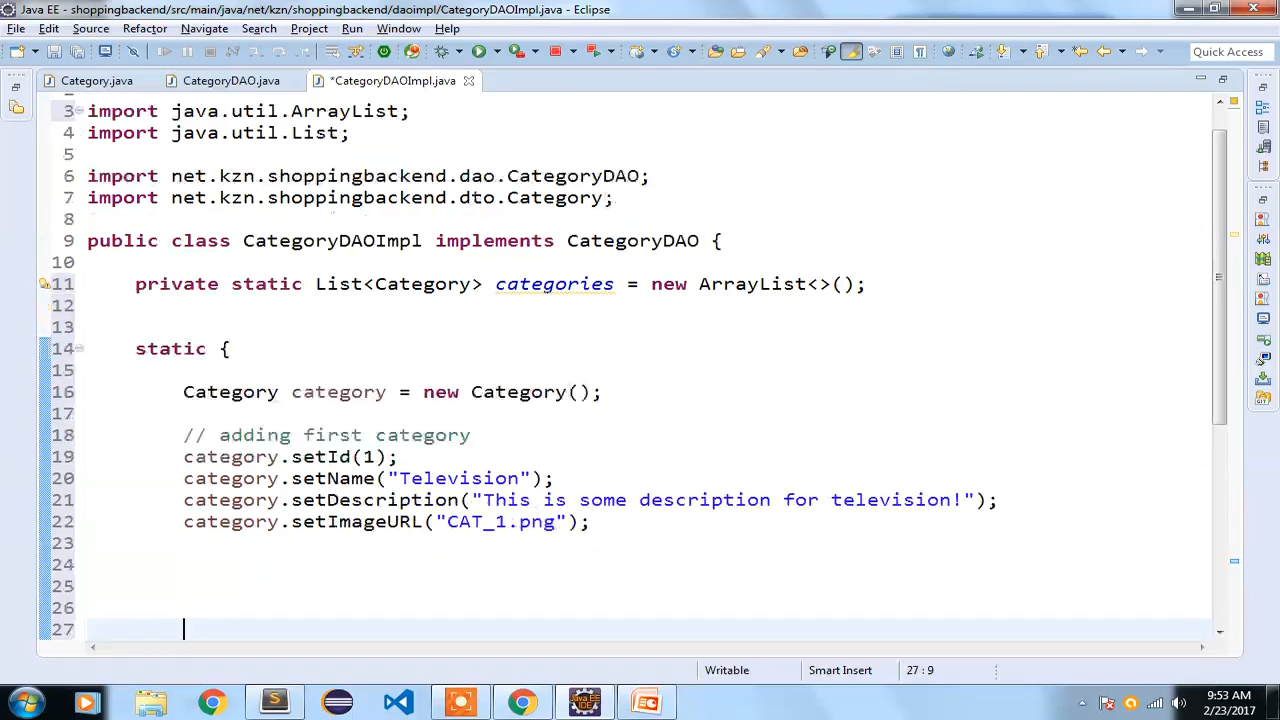 Java EE - shoppingbackend/src/main/java/net/kzn/shoppingbackend/daoimpl/CategoryDAOImpl.java - Eclipse
File Edit Source Refactor Navigate Search Project Run Window Help
Quick Access
Category.java CategoryDAO.java *CategoryDAOImpl.java
3 import java.util.ArrayList;
4 import java.util.List;
5
6 import net.kzn.shoppingbackend.dao.CategoryDAO;
7 import net.kzn.shoppingbackend.dto.Category;
8
9 public class CategoryDAOImpl implements CategoryDAO {
10
11 private static List<Category> categories = new ArrayList<>();
12
13
14 static {
15
16 Category category = new Category();
17
18 // adding first category
19 category.setId(1);
20 category.setName("Television");
21 category.setDescription("This is some description for television!");
22 category.setImageURL("CAT_1.png");
23
24
25
26
27
Writable Smart Insert 27 : 9
Java EE IDE
9:53 AM
2/23/2017